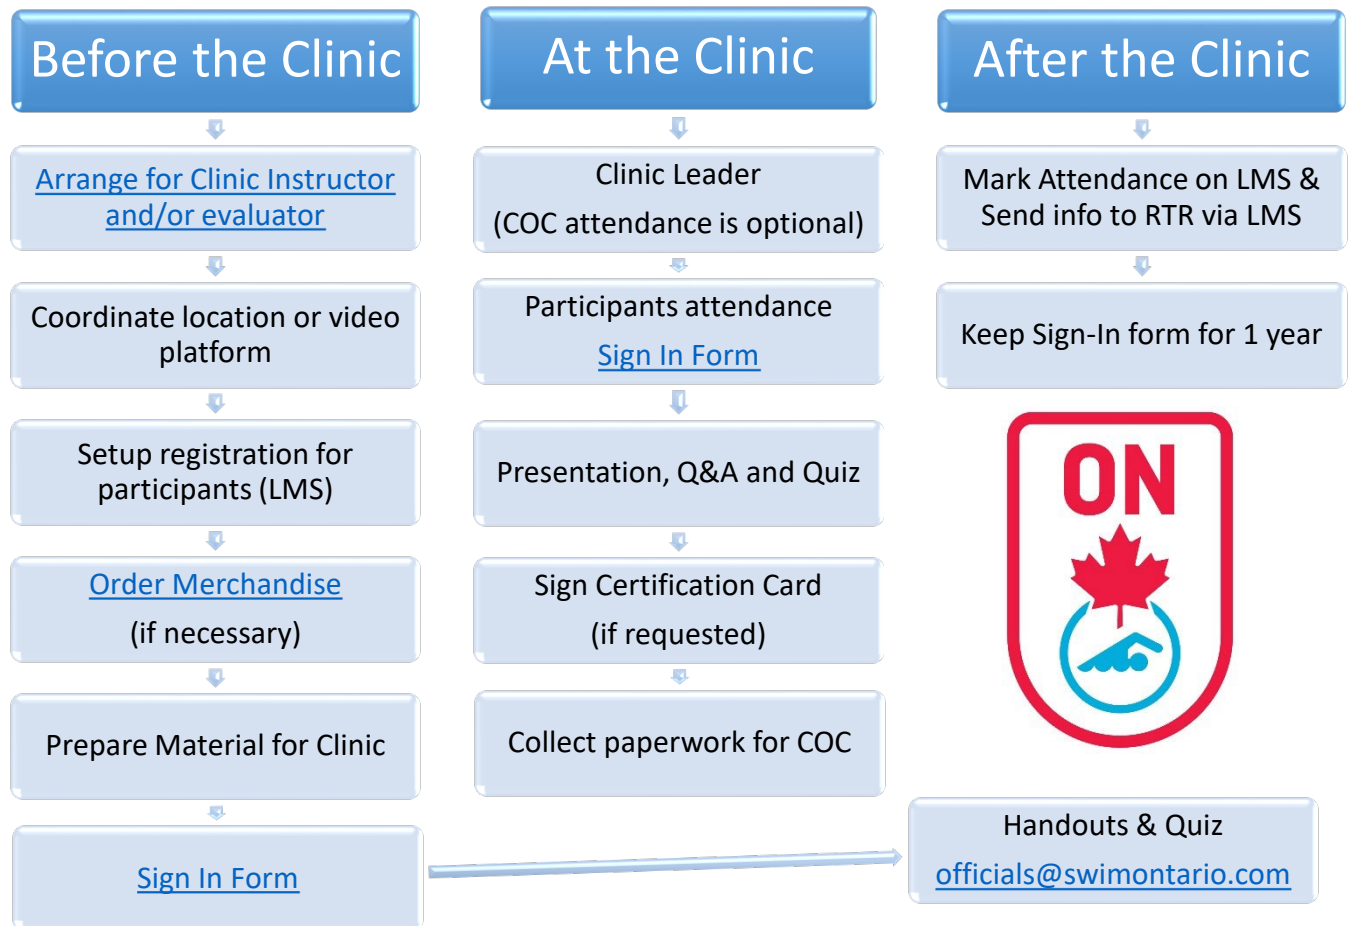 Before the Clinic
Arrange for Clinic Instructor
and/or evaluator
Coordinate location or video
platform
Setup registration for
participants (LMS)
Order Merchandise
(if necessary)
Prepare Material for Clinic
Sign In Form
At the Clinic
Clinic Leader
(COC attendance is optional)
Participants attendance
Sign In Form
Presentation, Q&A and Quiz
Sign Certification Card
(if requested)
Collect paperwork for COC
After the Clinic
Mark Attendance on LMS &
Send info to RTR via LMS
Keep Sign-In form for 1 year
ON
Handouts & Quiz
officials@swimontario.com